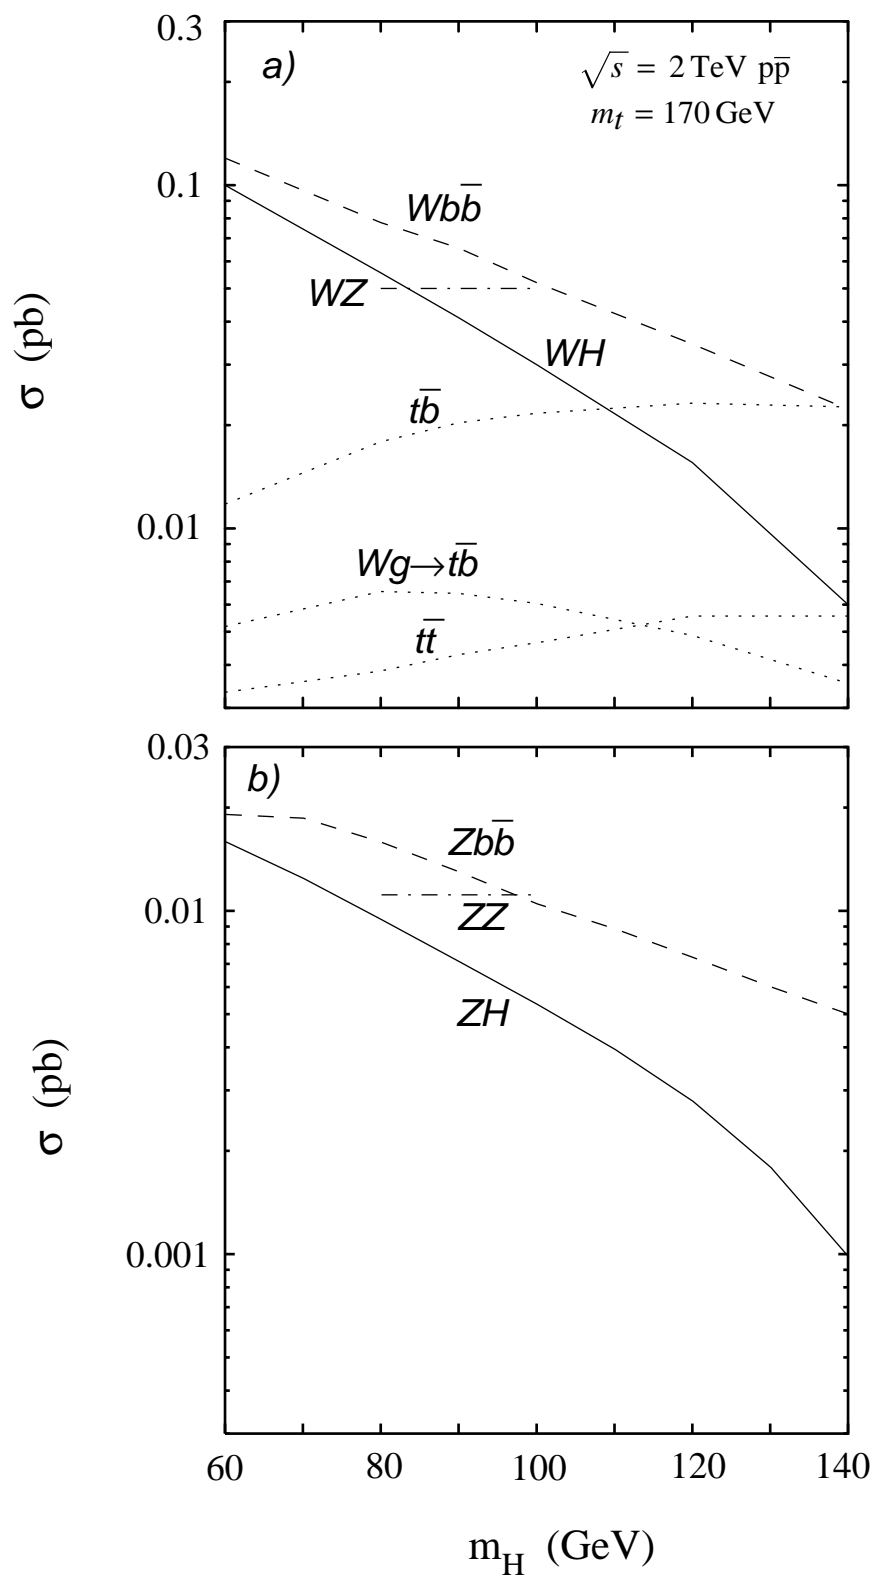 0.3
a)
√s = 2 TeV pp̅
m_t = 170 GeV
0.1
Wbb̅
WZ
WH
σ (pb)
tb̅
0.01
Wg→tb̅
tt̅
0.03
b)
Zbb̅
0.01
ZZ
ZH
σ (pb)
0.001
60 80 100 120 140
m_H (GeV)